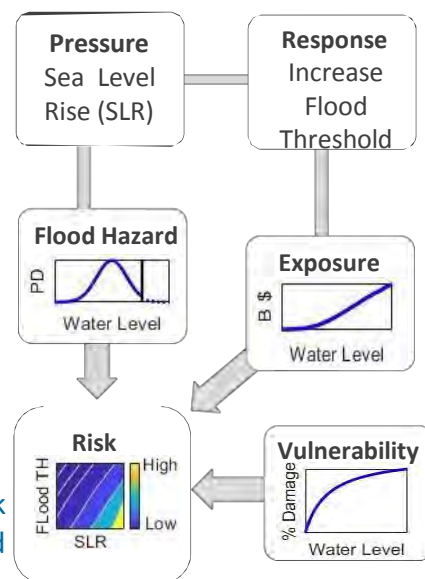 Pressure
Sea Level
Rise (SLR)
Response
Increase
Flood
Threshold
Flood Hazard
PD
Water Level
Exposure
B $
Water Level
Risk
FLood TH
High
Low
SLR
Vulnerability
% Damage
Water Level
k
d